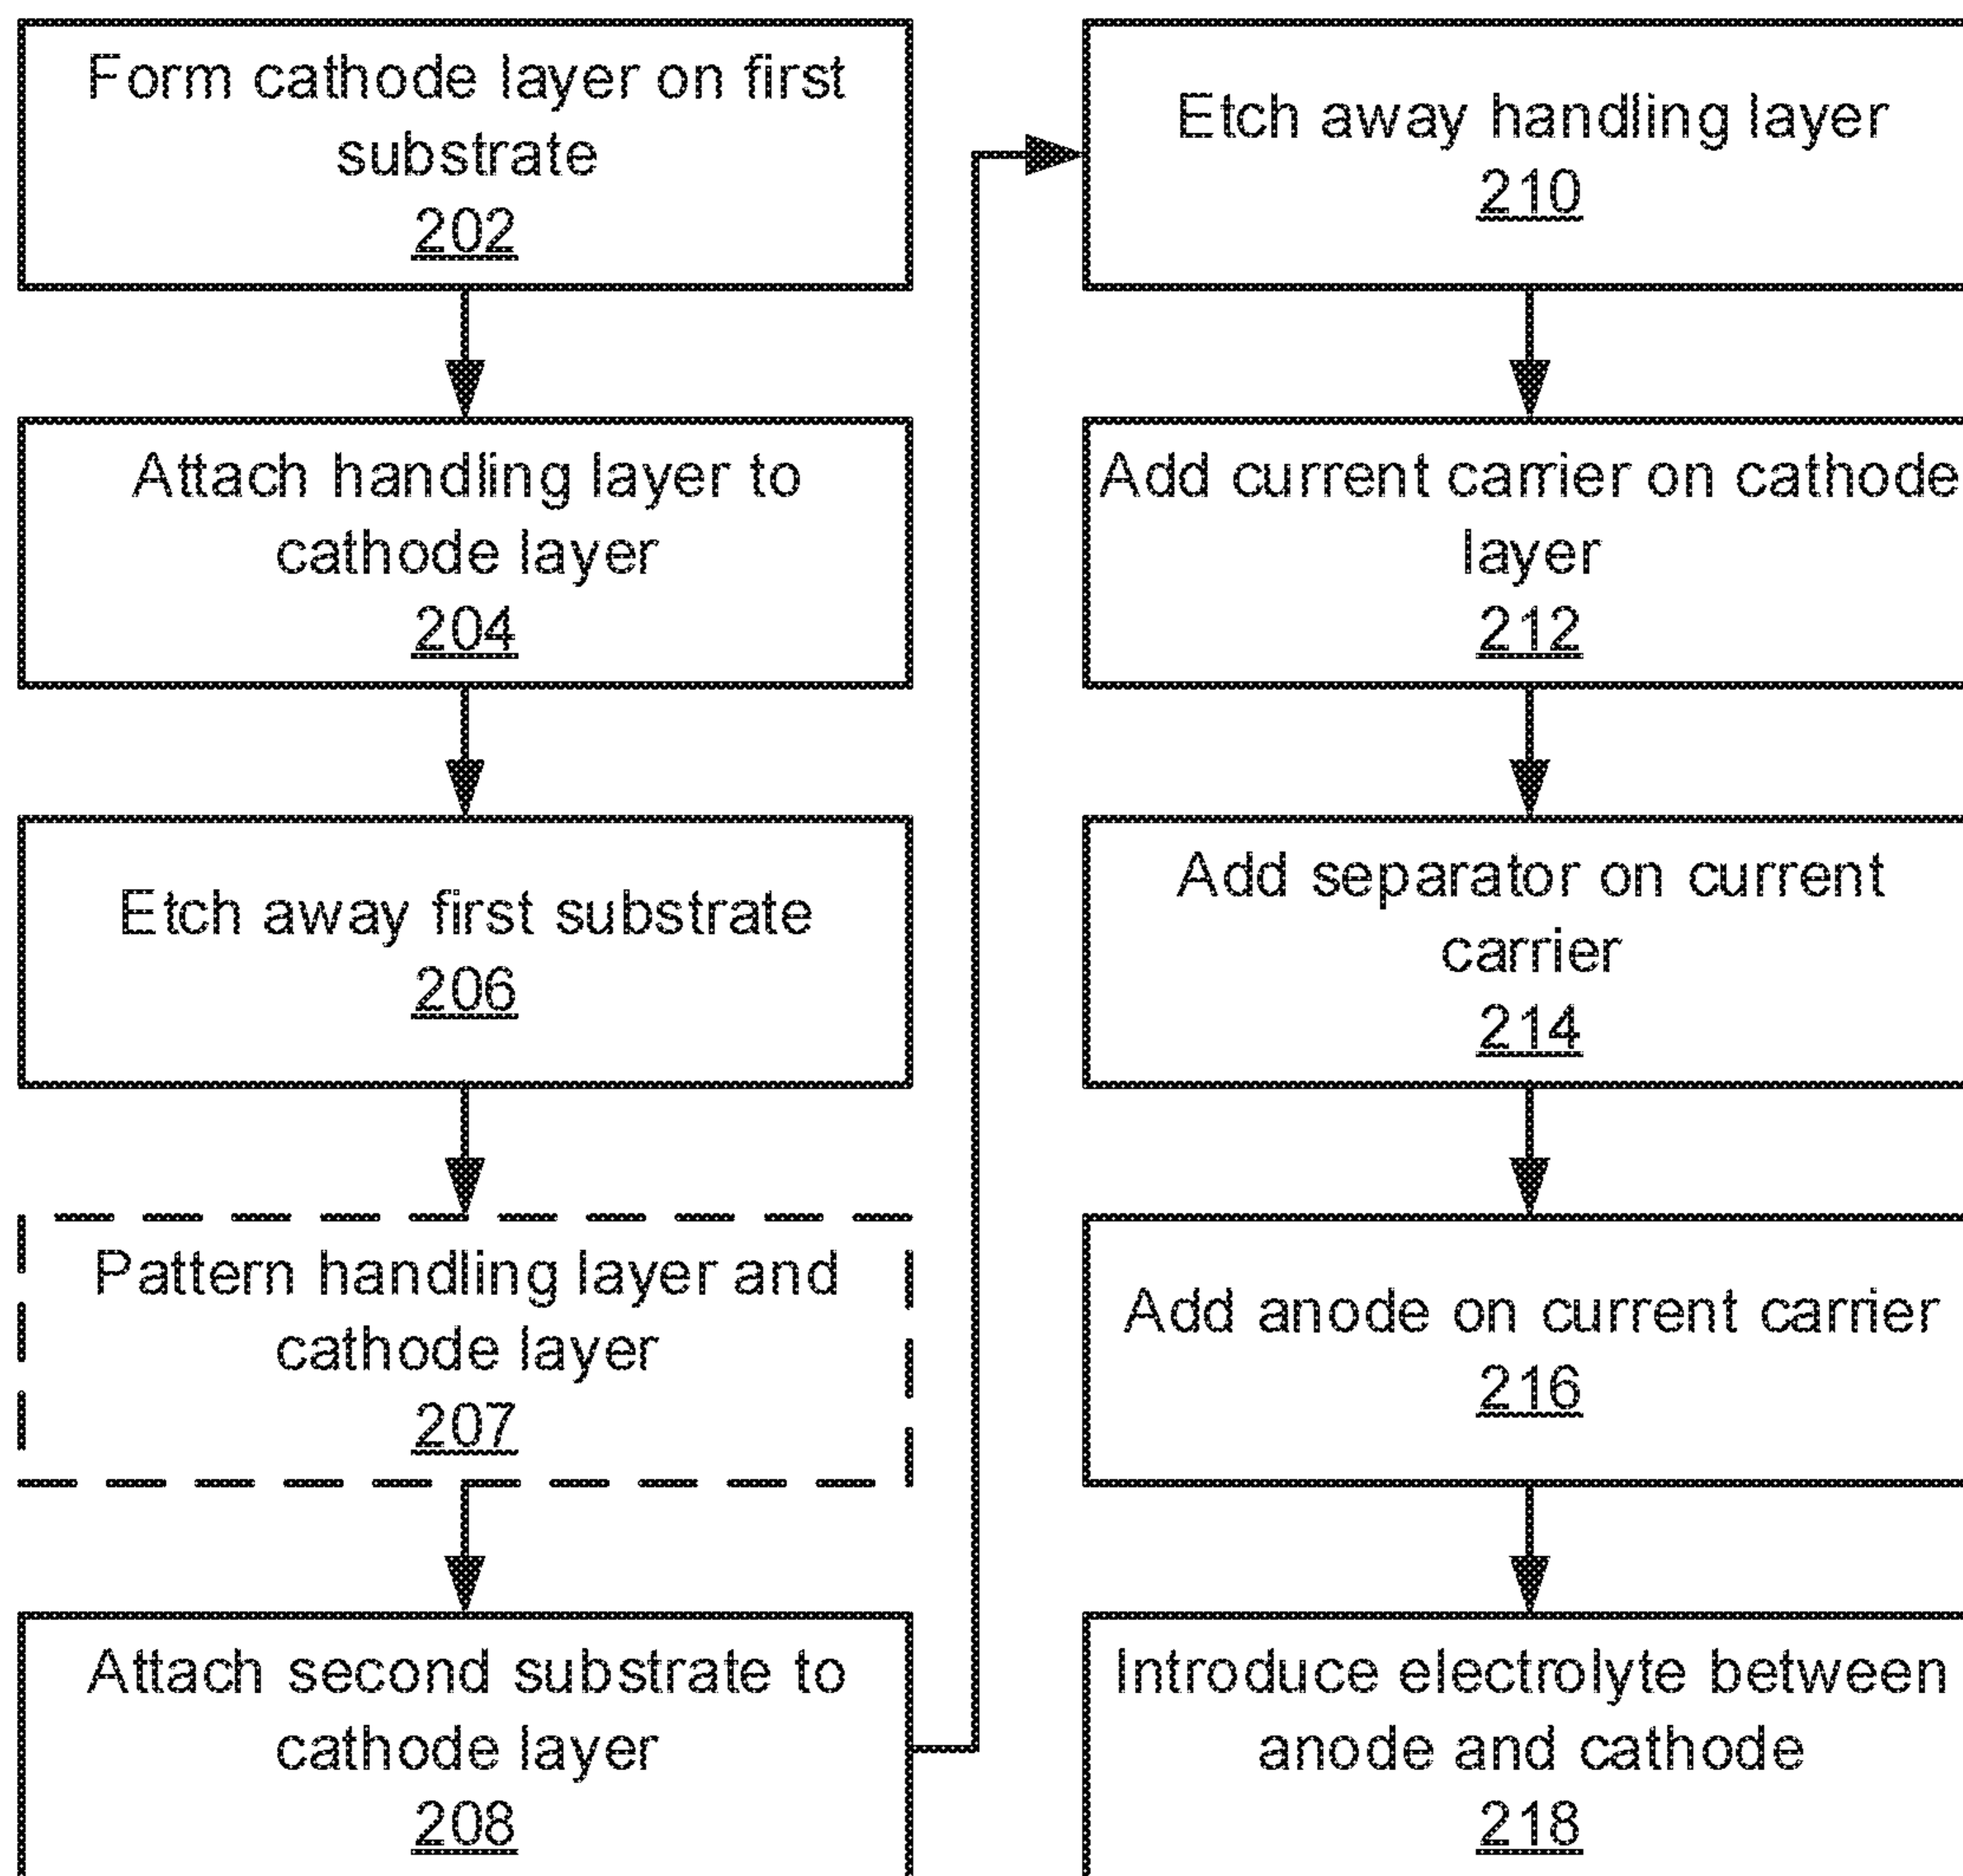 Form cathode layer on first
substrate
202
Attach handling layer to
cathode layer
204
Etch away first substrate
206
Pattern handling layer and
cathode layer
207
Attach second substrate to
cathode layer
208
Etch away handling layer
210
Add current carrier on cathode
layer
212
Add separator on current
carrier
214
Add anode on current carrier
216
Introduce electrolyte between
anode and cathode
218